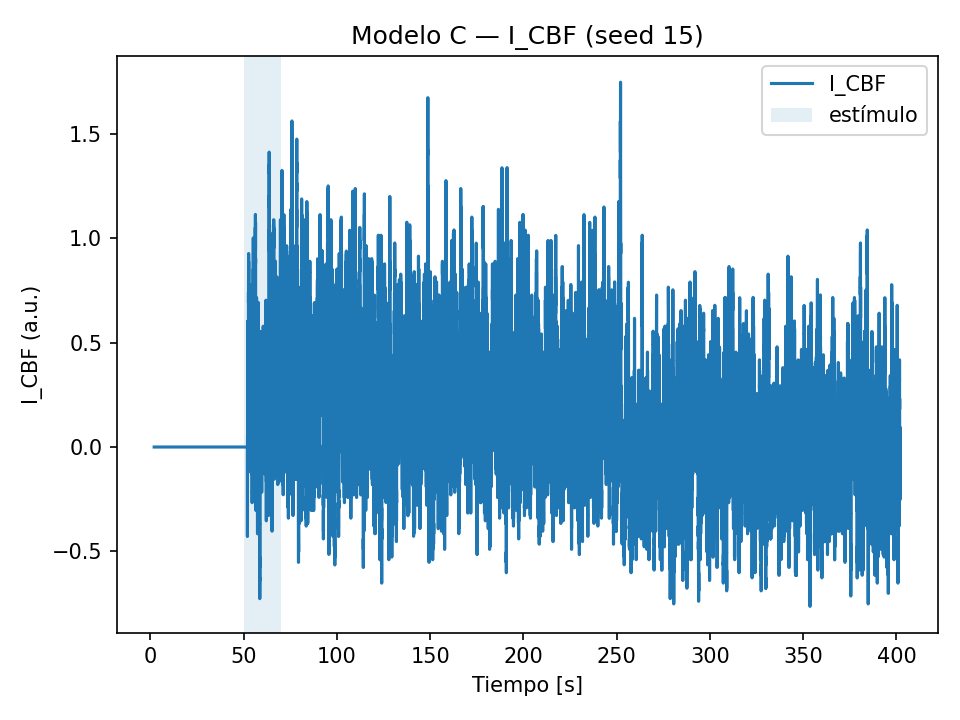 Modelo C — I_CBF (seed 15)
I_CBF
estímulo
1.5
1.0
0.5
0.0
−0.5
I_CBF (a.u.)
0 50 100 150 200 250 300 350 400
Tiempo [s]